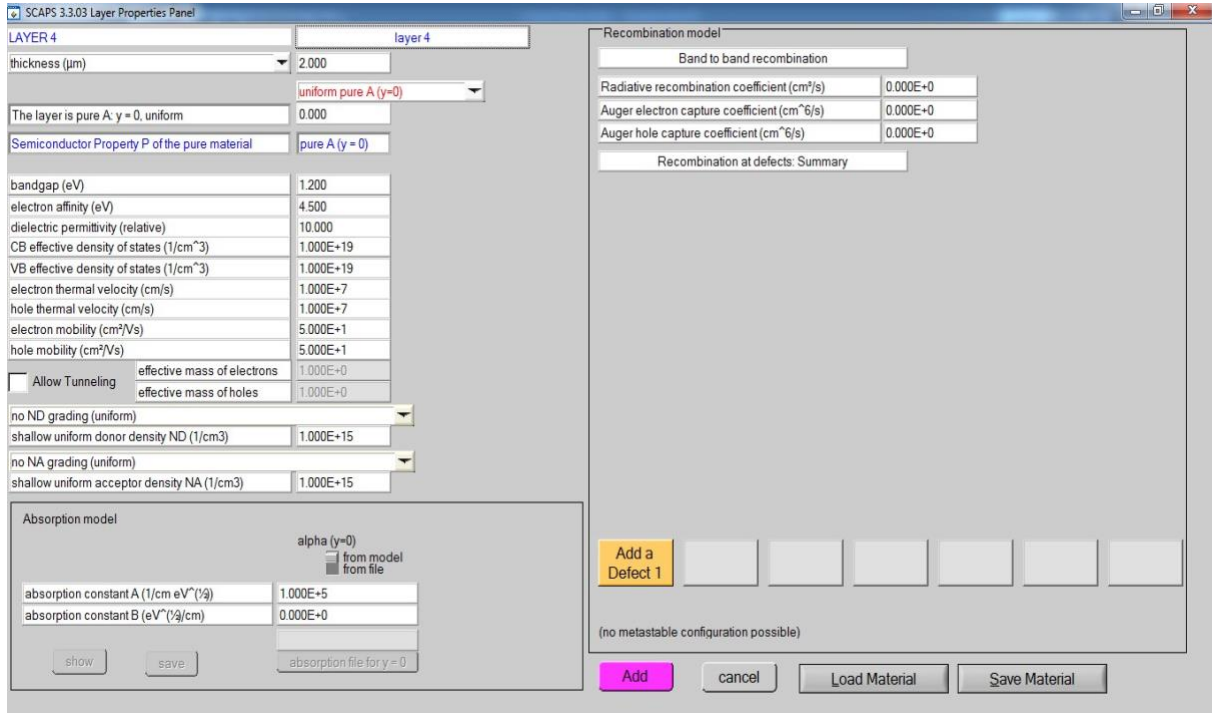 SCAPS 3.3.03 Layer Properties Panel
LAYER 4 layer 4
thickness (µm) 2.000
uniform pure A (y=0)
The layer is pure A: y = 0, uniform 0.000
Semiconductor Property P of the pure material pure A (y = 0)
bandgap (eV) 1.200
electron affinity (eV) 4.500
dielectric permittivity (relative) 10.000
CB effective density of states (1/cm^3) 1.000E+19
VB effective density of states (1/cm^3) 1.000E+19
electron thermal velocity (cm/s) 1.000E+7
hole thermal velocity (cm/s) 1.000E+7
electron mobility (cm²/Vs) 5.000E+1
hole mobility (cm²/Vs) 5.000E+1
Allow Tunneling
effective mass of electrons 1.000E+0
effective mass of holes 1.000E+0
no ND grading (uniform)
shallow uniform donor density ND (1/cm3) 1.000E+15
no NA grading (uniform)
shallow uniform acceptor density NA (1/cm3) 1.000E+15
Absorption model
alpha (y=0)
from model
from file
absorption constant A (1/cm eV^(½)) 1.000E+5
absorption constant B (eV^(½)/cm) 0.000E+0
show save absorption file for y = 0
Recombination model
Band to band recombination
Radiative recombination coefficient (cm³/s) 0.000E+0
Auger electron capture coefficient (cm^6/s) 0.000E+0
Auger hole capture coefficient (cm^6/s) 0.000E+0
Recombination at defects: Summary
Add a
Defect 1
(no metastable configuration possible)
Add cancel Load Material Save Material